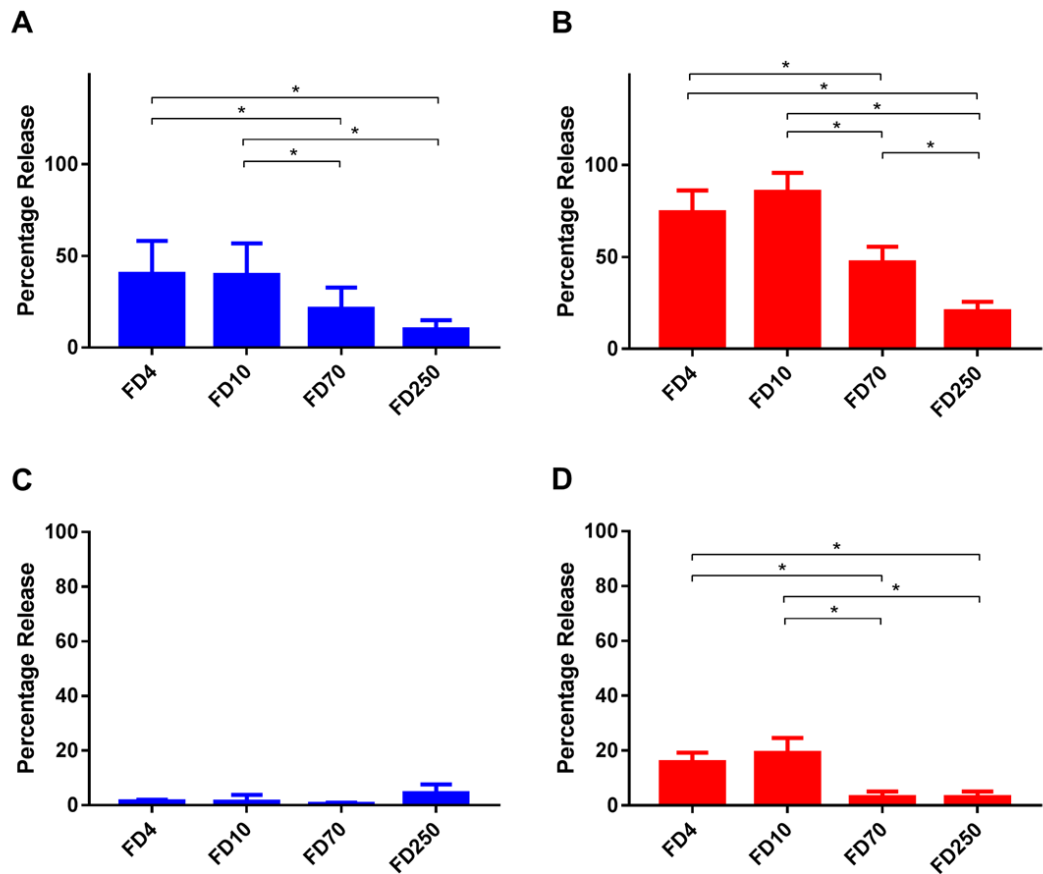 A
Percentage Release
100
50
0
*
*
*
*
FD4
FD10
FD70
FD250
B
Percentage Release
100
50
0
*
*
*
*
*
FD4
FD10
FD70
FD250
C
Percentage Release
100
80
60
40
20
0
FD4
FD10
FD70
FD250
D
Percentage Release
100
80
60
40
20
0
*
*
*
*
FD4
FD10
FD70
FD250